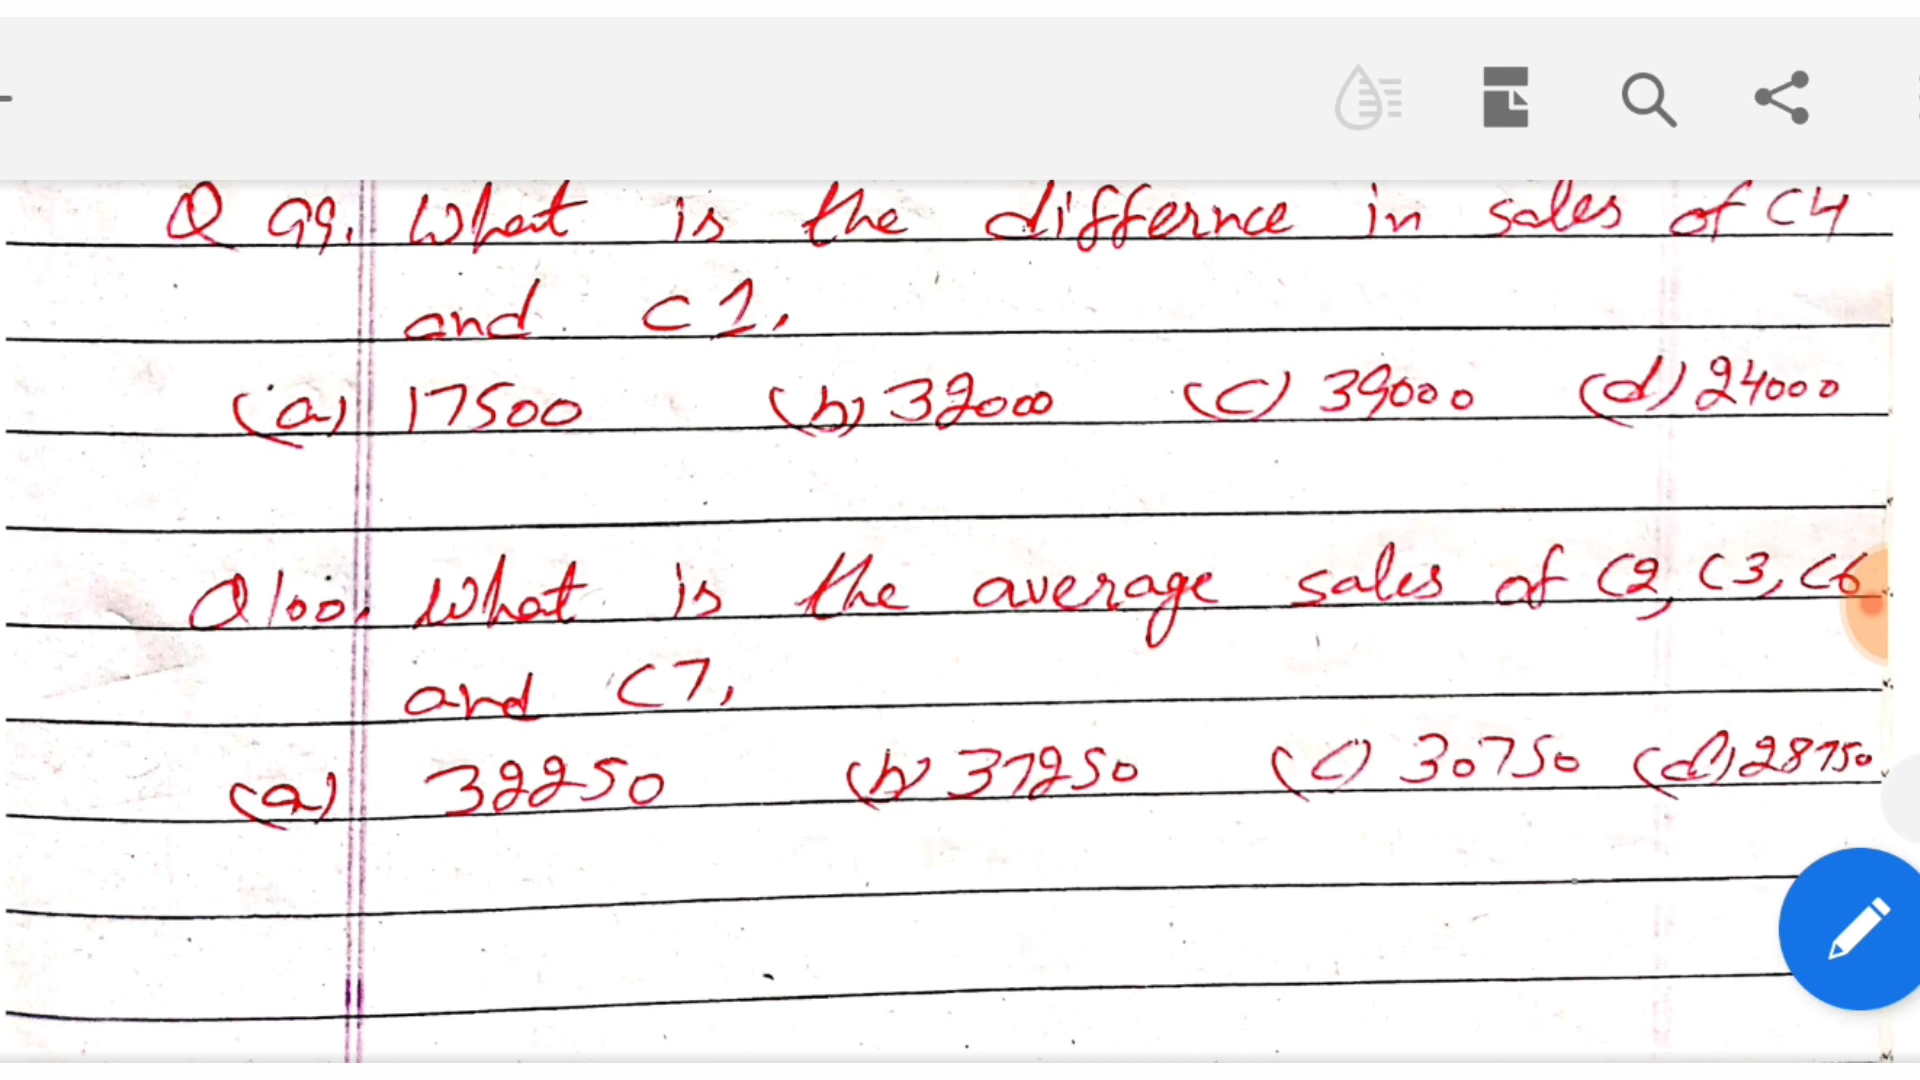 Q 99. What is the differnce in sales of C4
and C1.
(a) 17500 (b) 32000 (c) 39000 (d) 24000
Q100. What is the average sales of C2, C3, C6
and C7,
(a) 32250 (b) 37250 (c) 30750 (d) 28750